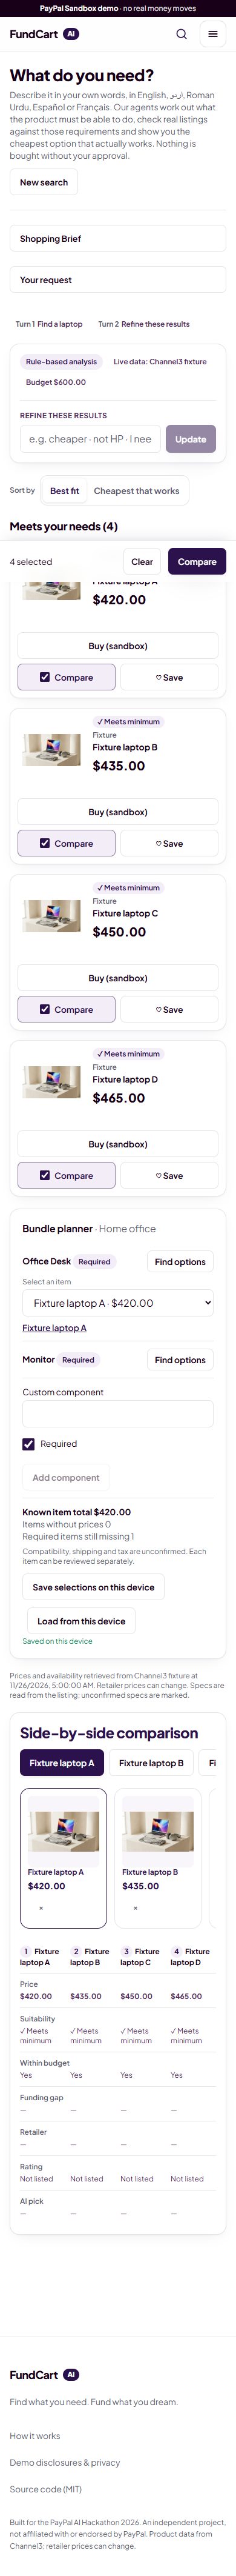 PayPal Sandbox demo · no real money moves
FundCart AI
What do you need?
Describe it in your own words, in English, اردو, Roman
Urdu, Español or Français. Our agents work out what
the product must be able to do, check real listings
against those requirements and show you the
cheapest option that actually works. Nothing is
bought without your approval.
New search
Shopping Brief
Your request
Turn 1 Find a laptop Turn 2 Refine these results
Rule-based analysis Live data: Channel3 fixture
Budget $600.00
REFINE THESE RESULTS
e.g. cheaper · not HP · I nee Update
Sort by Best fit Cheapest that works
Meets your needs (4)
4 selected Clear Compare
Fixture laptop A
$420.00
Buy (sandbox)
Compare ♡ Save
✓ Meets minimum
Fixture
Fixture laptop B
$435.00
Buy (sandbox)
Compare ♡ Save
✓ Meets minimum
Fixture
Fixture laptop C
$450.00
Buy (sandbox)
Compare ♡ Save
✓ Meets minimum
Fixture
Fixture laptop D
$465.00
Buy (sandbox)
Compare ♡ Save
Bundle planner · Home office
Office Desk Required Find options
Select an item
Fixture laptop A · $420.00
Fixture laptop A
Monitor Required Find options
Custom component
Required
Add component
Known item total $420.00
Items without prices 0
Required items still missing 1
Compatibility, shipping and tax are unconfirmed. Each
item can be reviewed separately.
Save selections on this device
Load from this device
Saved on this device
Prices and availability retrieved from Channel3 fixture at
11/26/2026, 5:00:00 AM. Retailer prices can change. Specs are
read from the listing; unconfirmed specs are marked.
Side-by-side comparison
Fixture laptop A Fixture laptop B Fi
Fixture laptop A Fixture laptop B
$420.00 $435.00
× ×
1 Fixture 2 Fixture 3 Fixture 4 Fixture
laptop A laptop B laptop C laptop D
Price
$420.00 $435.00 $450.00 $465.00
Suitability
✓ Meets ✓ Meets ✓ Meets ✓ Meets
minimum minimum minimum minimum
Within budget
Yes Yes Yes Yes
Funding gap
— — — —
Retailer
— — — —
Rating
Not listed Not listed Not listed Not listed
AI pick
— — — —
FundCart AI
Find what you need. Fund what you dream.
How it works
Demo disclosures & privacy
Source code (MIT)
Built for the PayPal AI Hackathon 2026. An independent project,
not affiliated with or endorsed by PayPal. Product data from
Channel3; retailer prices can change.